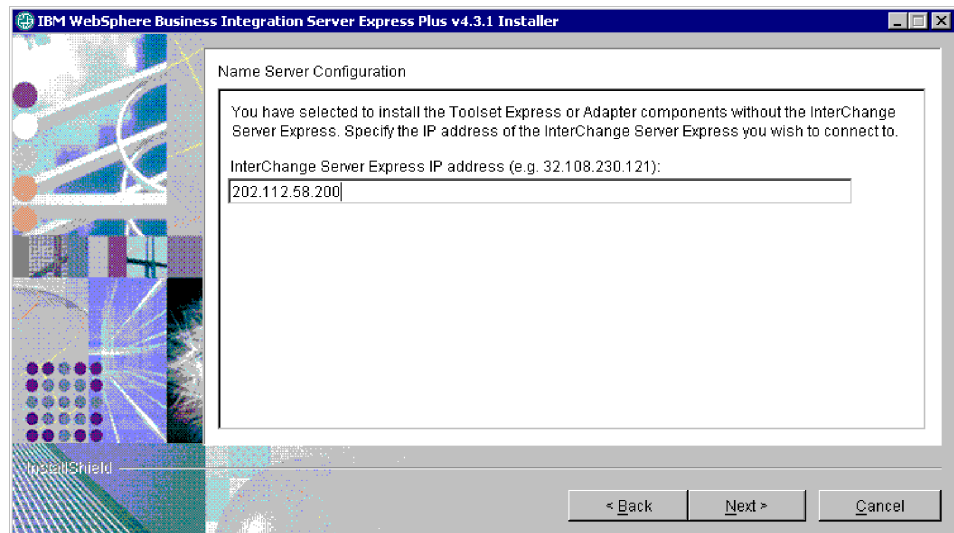 IBM WebSphere Business Integration Server Express Plus v4.3.1 Installer
Name Server Configuration
You have selected to install the Toolset Express or Adapter components without the InterChange
Server Express. Specify the IP address of the InterChange Server Express you wish to connect to.
InterChange Server Express IP address (e.g. 32.108.230.121):
202.112.58.200
InstallShield
< Back
Next >
Cancel